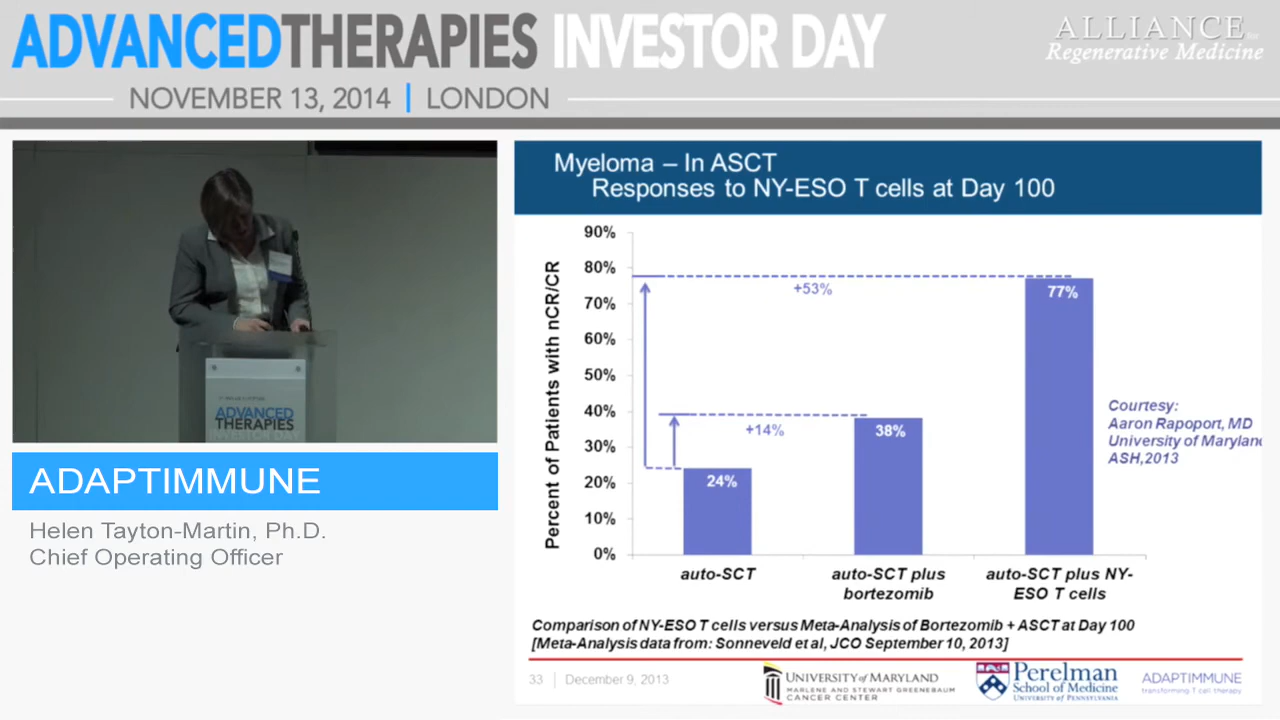 ADVANCEDTHERAPIES INVESTOR DAY
ALLIANCE for
Regenerative Medicine
NOVEMBER 13, 2014 | LONDON
ADVANCED
THERAPIES
INVESTOR DAY
ADAPTIMMUNE
Helen Tayton-Martin, Ph.D.
Chief Operating Officer
Myeloma – In ASCT
Responses to NY-ESO T cells at Day 100
Percent of Patients with nCR/CR
90%
80%
70%
60%
50%
40%
30%
20%
10%
0%
+53%
77%
+14%
38%
24%
Courtesy:
Aaron Rapoport, MD
University of Maryland
ASH,2013
auto-SCT
auto-SCT plus
bortezomib
auto-SCT plus NY-
ESO T cells
Comparison of NY-ESO T cells versus Meta-Analysis of Bortezomib + ASCT at Day 100
[Meta-Analysis data from: Sonneveld et al, JCO September 10, 2013]
33 | December 9, 2013
UNIVERSITY OF MARYLAND
MARLENE AND STEWART GREENEBAUM
CANCER CENTER
Perelman
School of Medicine
UNIVERSITY OF PENNSYLVANIA
ADAPTIMMUNE
transforming T cell therapy